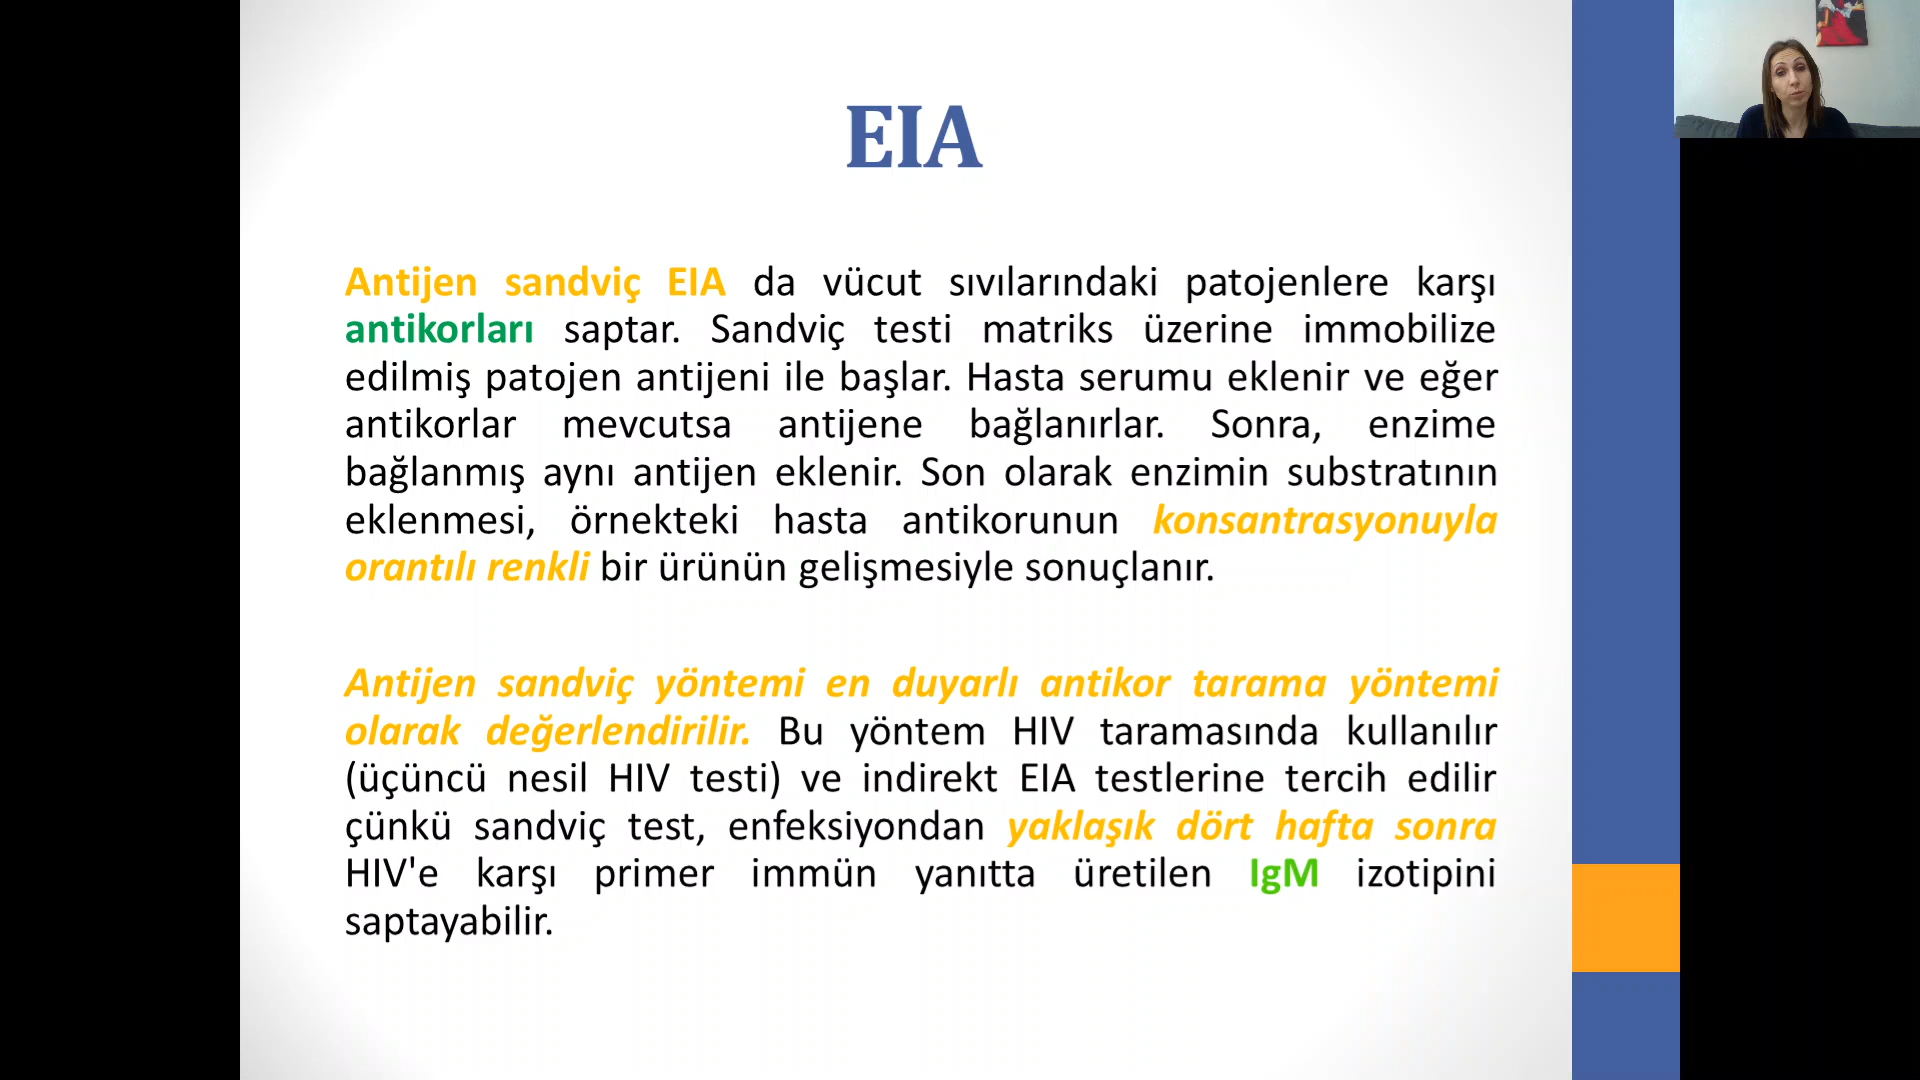 EIA
Antijen sandviç EIA da vücut sıvılarındaki patojenlere karşı
antikorları saptar. Sandviç testi matriks üzerine immobilize
edilmiş patojen antijeni ile başlar. Hasta serumu eklenir ve eğer
antikorlar mevcutsa antijene bağlanırlar. Sonra, enzime
bağlanmış aynı antijen eklenir. Son olarak enzimin substratının
eklenmesi, örnekteki hasta antikorunun konsantrasyonuyla
orantılı renkli bir ürünün gelişmesiyle sonuçlanır.
Antijen sandviç yöntemi en duyarlı antikor tarama yöntemi
olarak değerlendirilir. Bu yöntem HIV taramasında kullanılır
(üçüncü nesil HIV testi) ve indirekt EIA testlerine tercih edilir
çünkü sandviç test, enfeksiyondan yaklaşık dört hafta sonra
HIV'e karşı primer immün yanıtta üretilen IgM izotipini
saptayabilir.